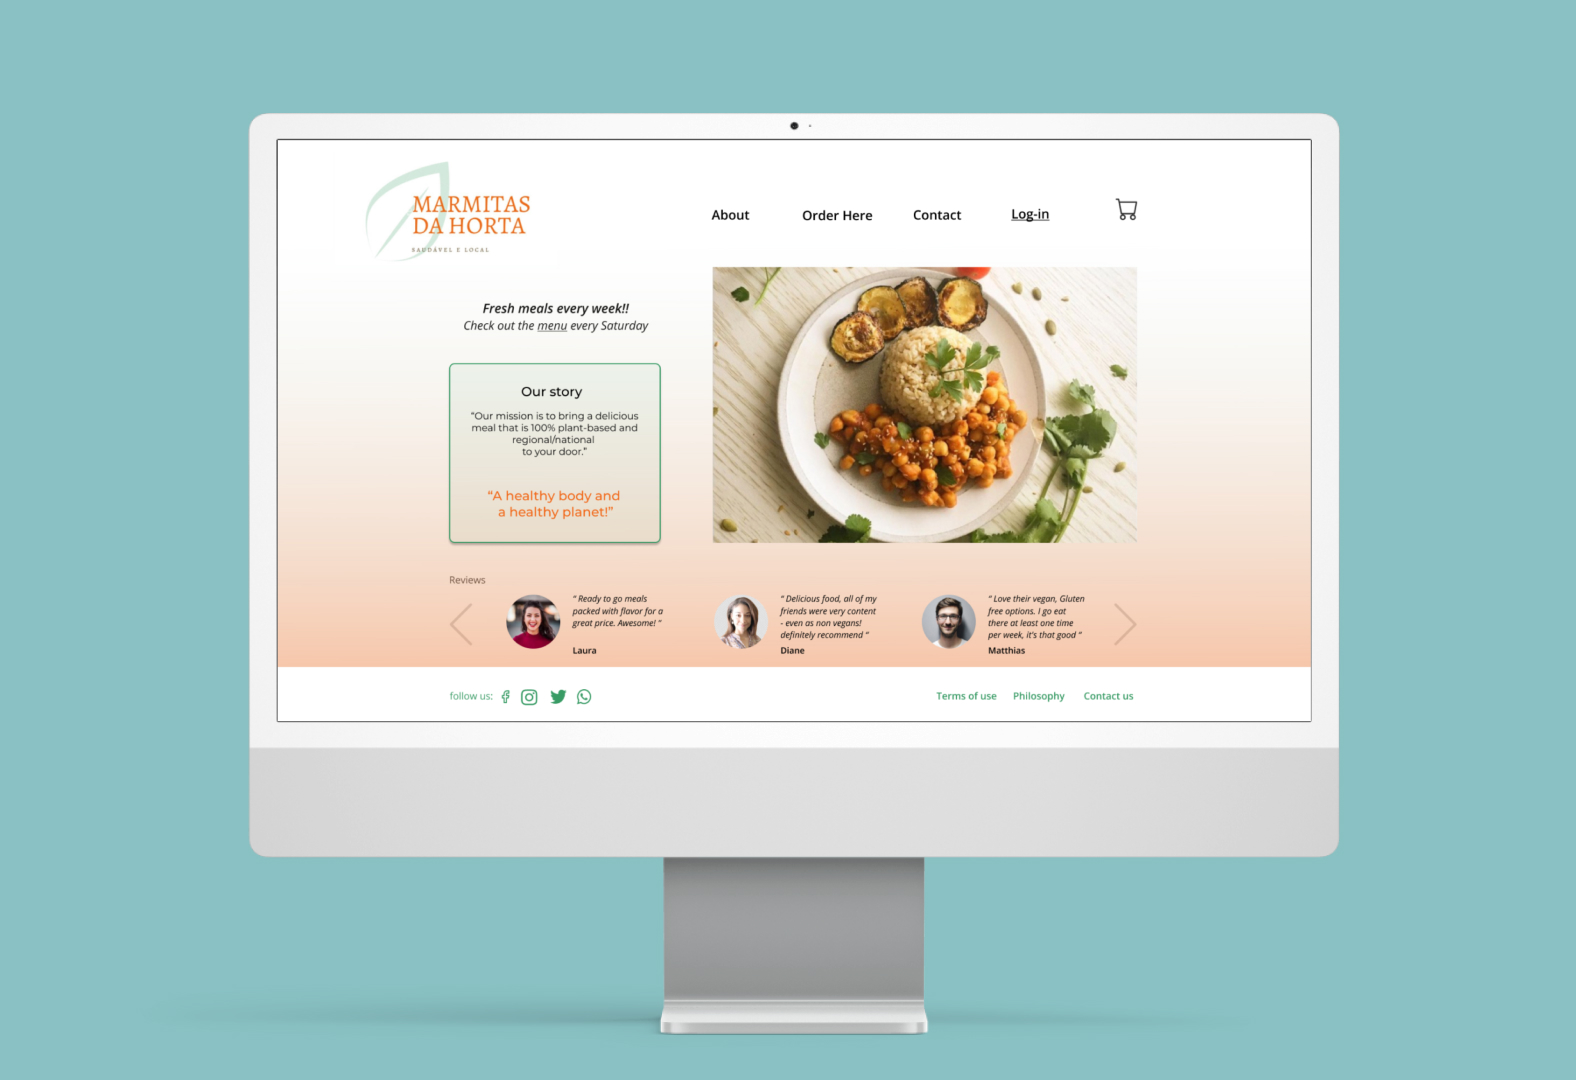 MARMITAS
DA HORTA
SAUDÁVEL E LOCAL
About
Order Here
Contact
Log-in
Fresh meals every week!!
Check out the menu every Saturday
Our story
“Our mission is to bring a delicious
meal that is 100% plant-based and
regional/national
to your door.”
“A healthy body and
a healthy planet!”
Reviews
“ Ready to go meals
packed with flavor for a
great price. Awesome! “
Laura
“ Delicious food, all of my
friends were very content
- even as non vegans!
definitely recommend “
Diane
“ Love their vegan, Gluten
free options. I go eat
there at least one time
per week, it's that good “
Matthias
follow us:
Terms of use
Philosophy
Contact us